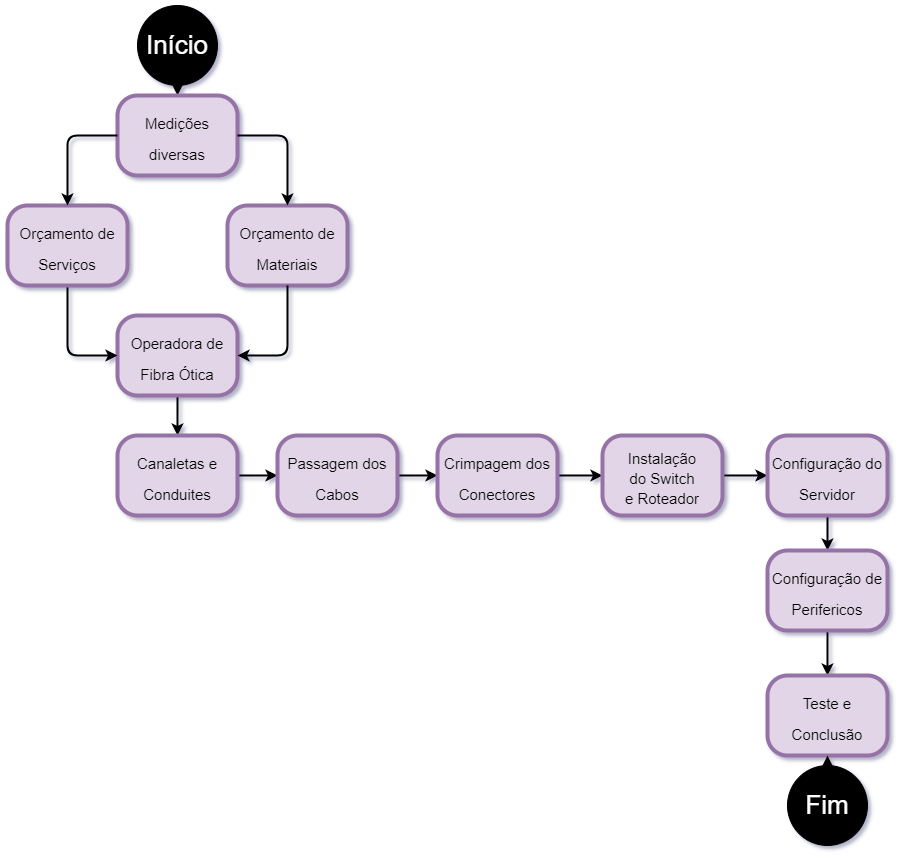 Início
Medições
diversas
Orçamento de
Serviços
Orçamento de
Materiais
Operadora de
Fibra Ótica
Canaletas e
Conduites
Passagem dos
Cabos
Crimpagem dos
Conectores
Instalação
do Switch
e Roteador
Configuração do
Servidor
Configuração de
Perifericos
Teste e
Conclusão
Fim